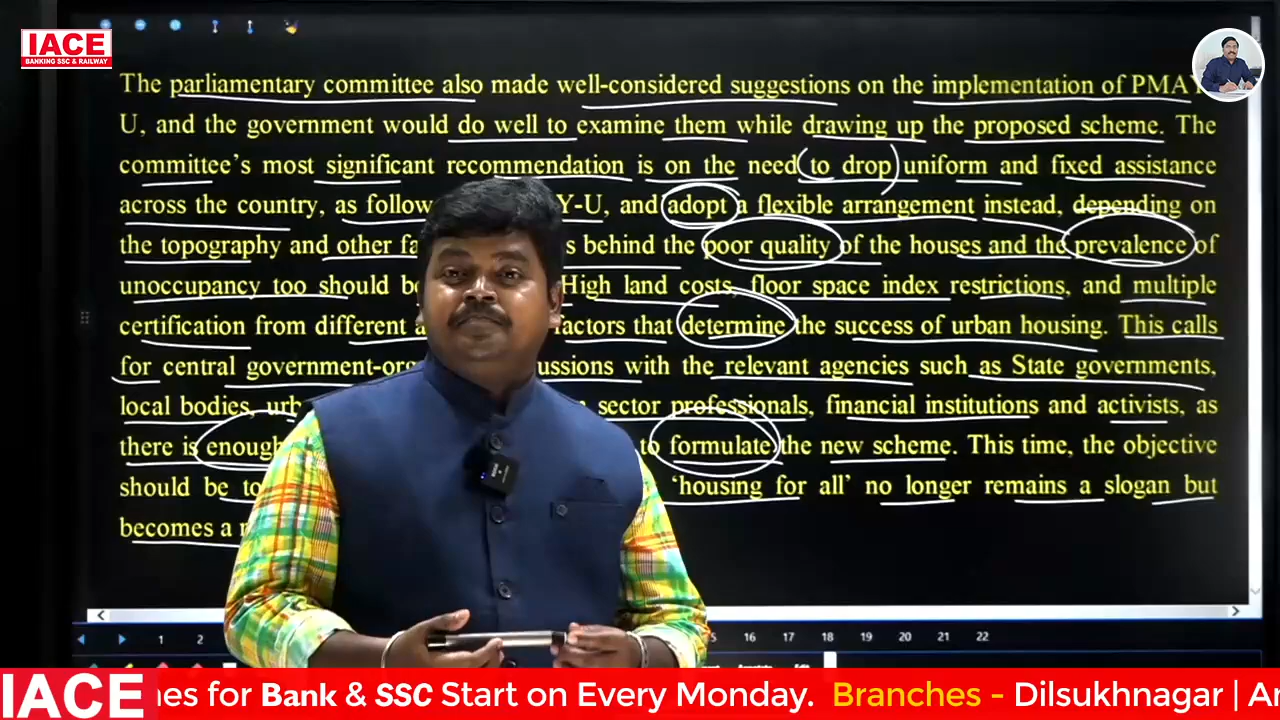 IACE
BANKING SSC & RAILWAY
The parliamentary committee also made well-considered suggestions on the implementation of PMAY-
U, and the government would do well to examine them while drawing up the proposed scheme. The
committee's most significant recommendation is on the need to drop uniform and fixed assistance
across the country, as follow Y-U, and adopt a flexible arrangement instead, depending on
the topography and other behind the poor quality of the houses and the prevalence of
unoccupancy too should High land costs, floor space index restrictions, and multiple
certification from different factors that determine the success of urban housing. This calls
for central with the relevant agencies such as State governments,
local bodies, sector professionals, financial institutions and activists, as
there is enough to formulate the new scheme. This time, the objective
should be 'housing for all' no longer remains a slogan but
becomes a
1 2 15 16 17 18 19 20 21 22
IACE
for Bank & SSC Start on Every Monday. Branches - Dilsukhnagar |